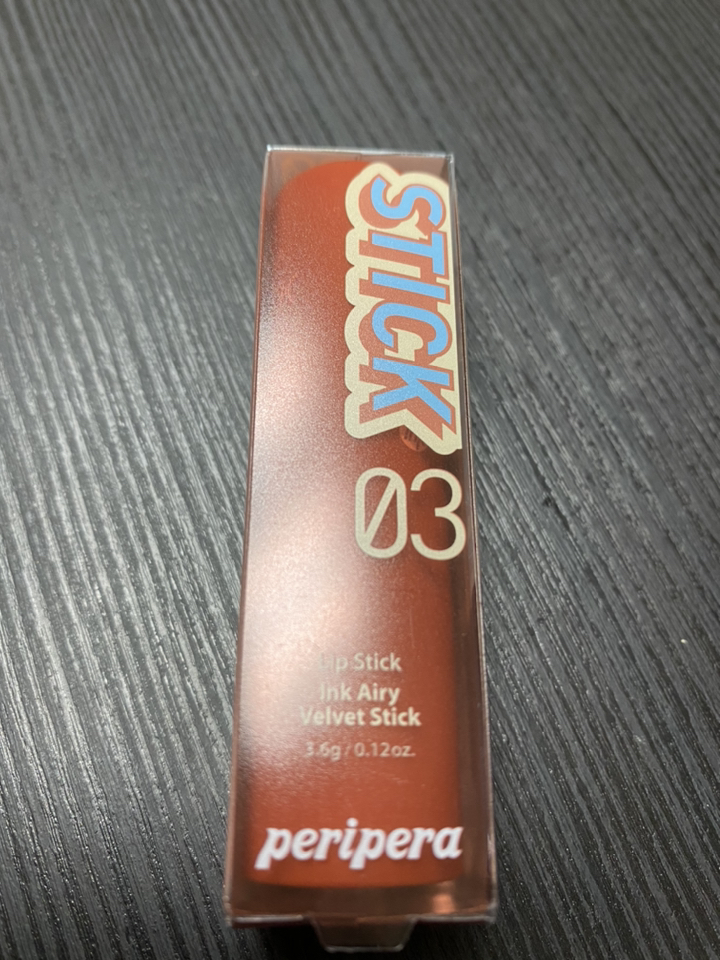 STICK
03
Lip Stick
Ink Airy
Velvet Stick
3.6g / 0.12oz.
peripera